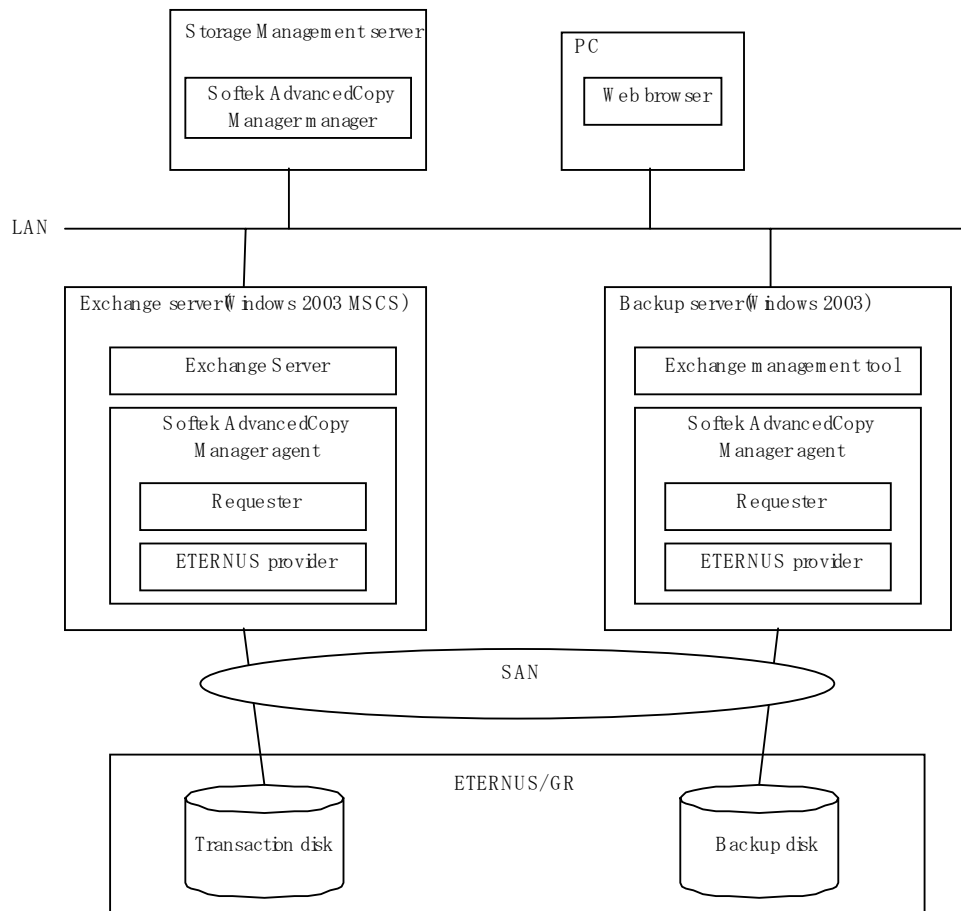 Storage Management server
Softek AdvancedCopy
Manager manager
PC
Web browser
LAN
Exchange server(Windows 2003 MSCS)
Exchange Server
Softek AdvancedCopy
Manager agent
Requester
ETERNUS provider
Backup server(Windows 2003)
Exchange management tool
Softek AdvancedCopy
Manager agent
Requester
ETERNUS provider
SAN
ETERNUS/GR
Transaction disk
Backup disk